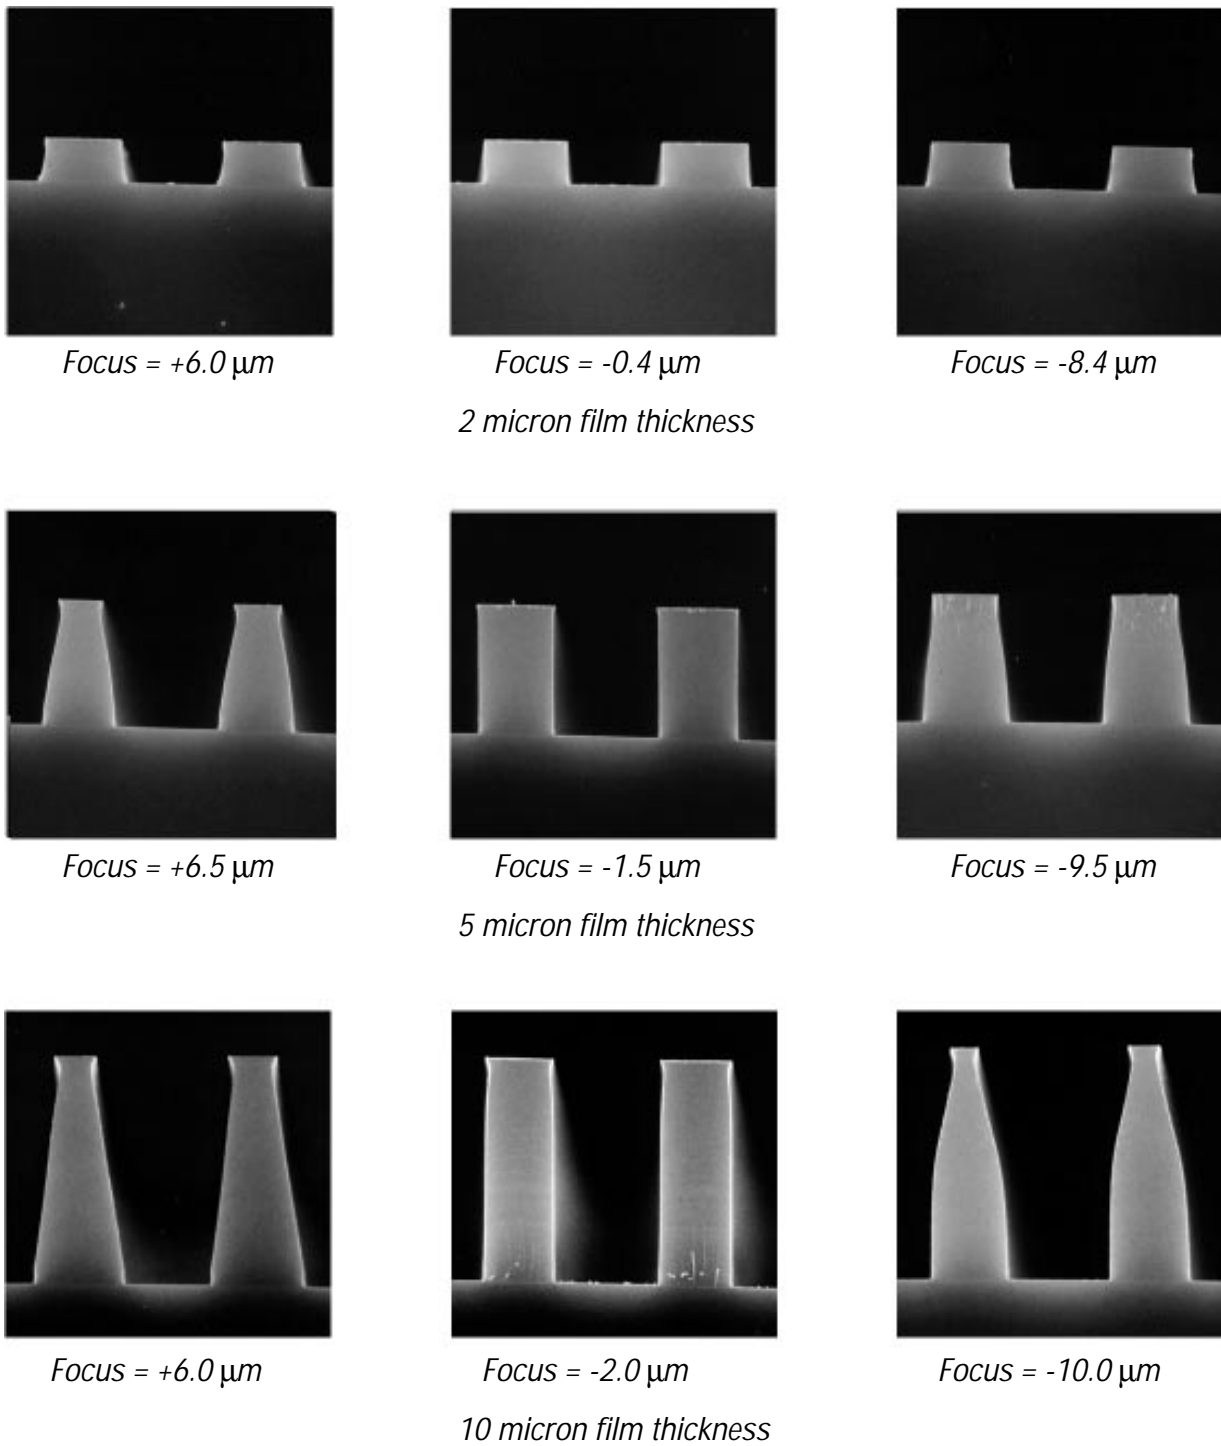 Focus = +6.0 μm
Focus = -0.4 μm
Focus = -8.4 μm
2 micron film thickness
Focus = +6.5 μm
Focus = -1.5 μm
Focus = -9.5 μm
5 micron film thickness
Focus = +6.0 μm
Focus = -2.0 μm
Focus = -10.0 μm
10 micron film thickness